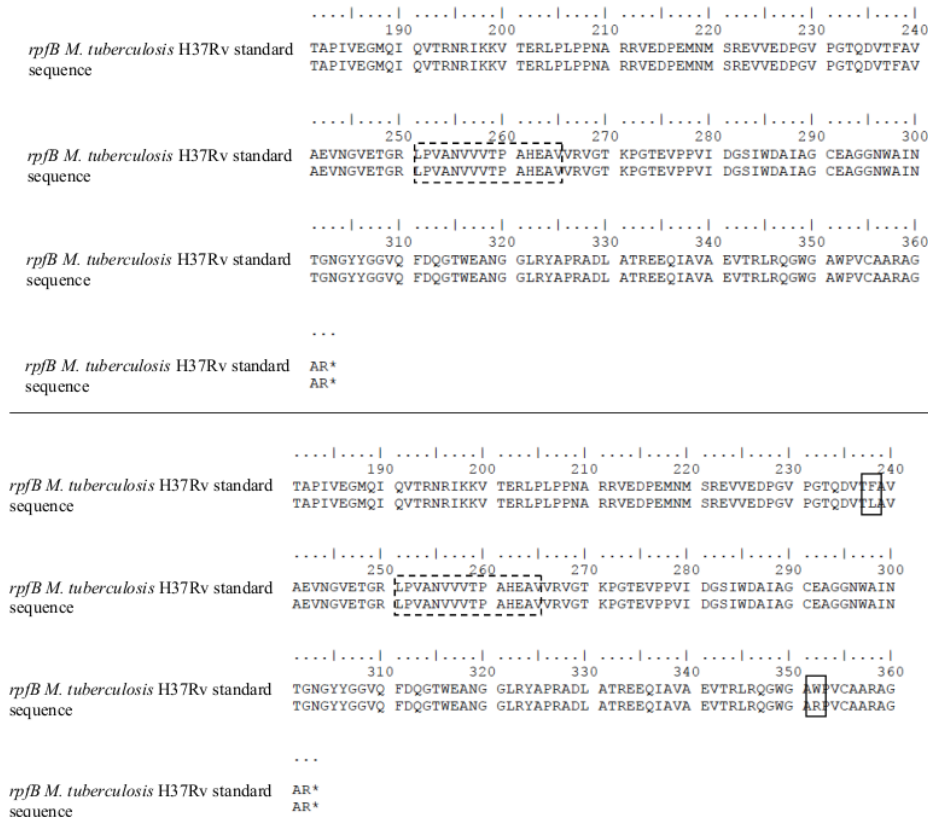 ....|....| ....|....| ....|....| ....|....| ....|....| ....|....|
190 200 210 220 230 240
rpfB M. tuberculosis H37Rv standard TAPIVEGMQI QVTRNRIKKV TERLPLPPNA RRVEDPEMNM SREVVEDPGV PGTQDVTFAV
sequence TAPIVEGMQI QVTRNRIKKV TERLPLPPNA RRVEDPEMNM SREVVEDPGV PGTQDVTFAV
....|....| ....|....| ....|....| ....|....| ....|....| ....|....|
250 260 270 280 290 300
rpfB M. tuberculosis H37Rv standard AEVNGVETGR LPVANVVVTP AHEAVVRVGT KPGTEVPPVI DGSIWDAIAG CEAGGNWAIN
sequence AEVNGVETGR LPVANVVVTP AHEAVVRVGT KPGTEVPPVI DGSIWDAIAG CEAGGNWAIN
....|....| ....|....| ....|....| ....|....| ....|....| ....|....|
310 320 330 340 350 360
rpfB M. tuberculosis H37Rv standard TGNGYYGGVQ FDQGTWEANG GLRYAPRADL ATREEQIAVA EVTRLRQGWG AWPVCAARAG
sequence TGNGYYGGVQ FDQGTWEANG GLRYAPRADL ATREEQIAVA EVTRLRQGWG AWPVCAARAG
...
rpfB M. tuberculosis H37Rv standard AR*
sequence AR*
....|....| ....|....| ....|....| ....|....| ....|....| ....|....|
190 200 210 220 230 240
rpfB M. tuberculosis H37Rv standard TAPIVEGMQI QVTRNRIKKV TERLPLPPNA RRVEDPEMNM SREVVEDPGV PGTQDVTFAV
sequence TAPIVEGMQI QVTRNRIKKV TERLPLPPNA RRVEDPEMNM SREVVEDPGV PGTQDVTLAV
....|....| ....|....| ....|....| ....|....| ....|....| ....|....|
250 260 270 280 290 300
rpfB M. tuberculosis H37Rv standard AEVNGVETGR LPVANVVVTP AHEAVVRVGT KPGTEVPPVI DGSIWDAIAG CEAGGNWAIN
sequence AEVNGVETGR LPVANVVVTP AHEAVVRVGT KPGTEVPPVI DGSIWDAIAG CEAGGNWAIN
....|....| ....|....| ....|....| ....|....| ....|....| ....|....|
310 320 330 340 350 360
rpfB M. tuberculosis H37Rv standard TGNGYYGGVQ FDQGTWEANG GLRYAPRADL ATREEQIAVA EVTRLRQGWG AWPVCAARAG
sequence TGNGYYGGVQ FDQGTWEANG GLRYAPRADL ATREEQIAVA EVTRLRQGWG ARPVCAARAG
...
rpfB M. tuberculosis H37Rv standard AR*
sequence AR*